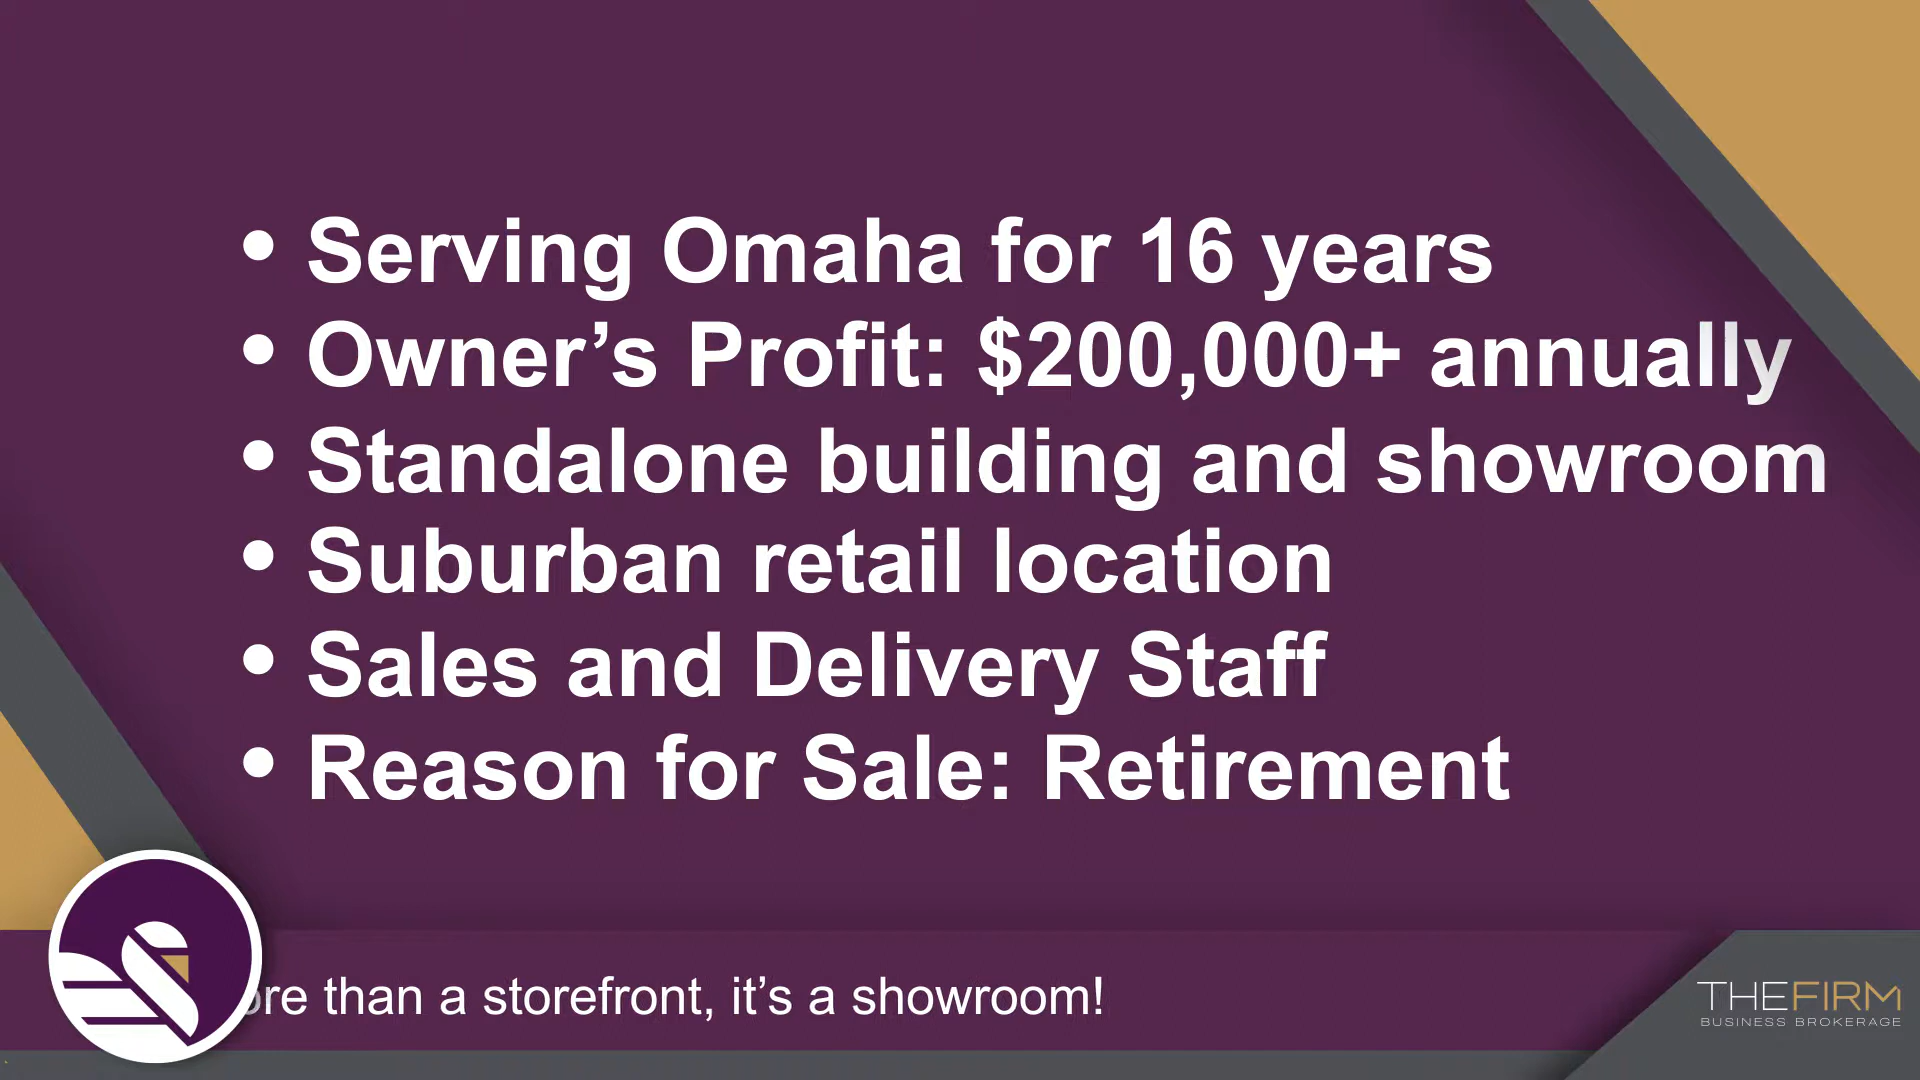 • Serving Omaha for 16 years
• Owner’s Profit: $200,000+ annually
• Standalone building and showroom
• Suburban retail location
• Sales and Delivery Staff
• Reason for Sale: Retirement
ore than a storefront, it’s a showroom!
THEFIRM
BUSINESS BROKERAGE